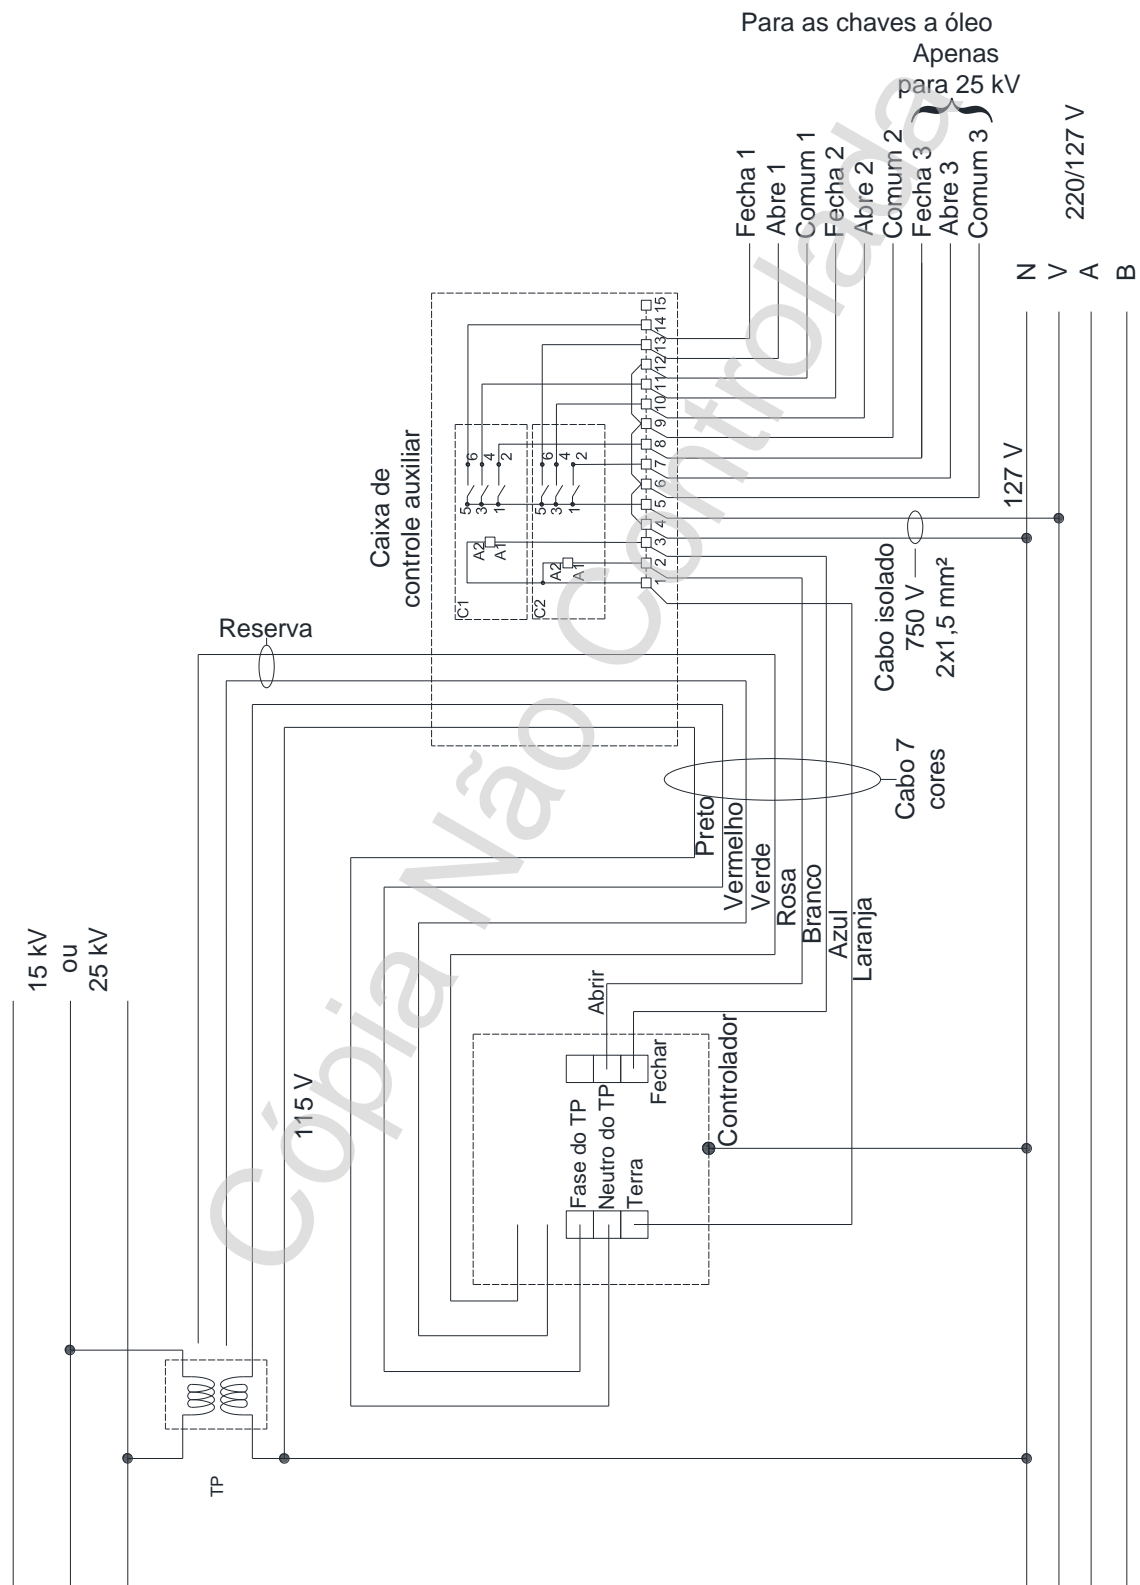 Para as chaves a óleo
Apenas
para 25 kV
Fecha 1
Abre 1
Comum 1
Fecha 2
Abre 2
Comum 2
Fecha 3
Abre 3
Comum 3
220/127 V
N
V
A
B
127 V
Caixa de
controle auxiliar
1
2
3
4
5
6
7
8
9
10
11
12
13
14
15
C1
A2
A1
5
3
1
6
4
2
C2
A2
A1
5
3
1
6
4
2
Reserva
Cabo isolado
750 V
2x1,5 mm²
Cabo 7
cores
Preto
Vermelho
Verde
Rosa
Branco
Azul
Laranja
15 kV
ou
25 kV
115 V
Abrir
Fechar
Controlador
Fase do TP
Neutro do TP
Terra
TP
Cópia Não Controlada